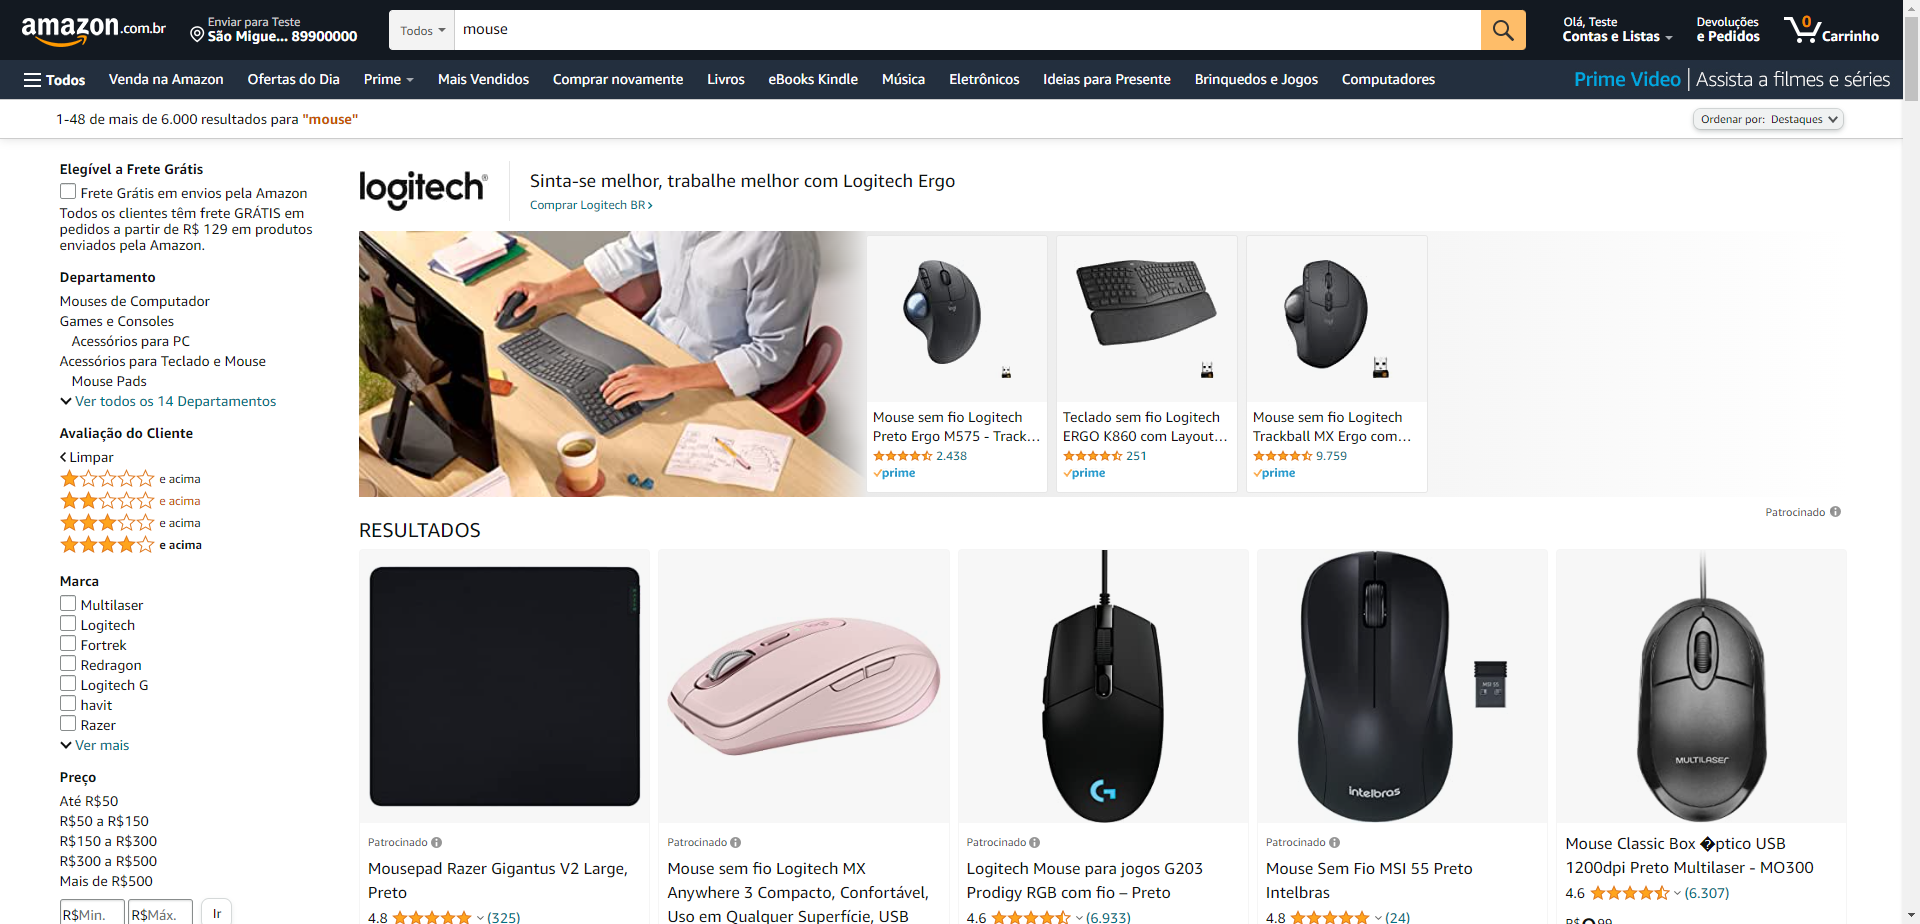 amazon.com.br
Enviar para Teste
São Migue... 89900000
Todos
mouse
Olá, Teste
Contas e Listas
Devoluções
e Pedidos
0
Carrinho
Todos
Venda na Amazon
Ofertas do Dia
Prime
Mais Vendidos
Comprar novamente
Livros
eBooks Kindle
Música
Eletrônicos
Ideias para Presente
Brinquedos e Jogos
Computadores
Prime Video | Assista a filmes e séries
1-48 de mais de 6.000 resultados para "mouse"
Ordenar por: Destaques
Elegível a Frete Grátis
Frete Grátis em envios pela Amazon
Todos os clientes têm frete GRÁTIS em
pedidos a partir de R$ 129 em produtos
enviados pela Amazon.
Departamento
Mouses de Computador
Games e Consoles
Acessórios para PC
Acessórios para Teclado e Mouse
Mouse Pads
Ver todos os 14 Departamentos
Avaliação do Cliente
Limpar
e acima
e acima
e acima
e acima
Marca
Multilaser
Logitech
Fortrek
Redragon
Logitech G
havit
Razer
Ver mais
Preço
Até R$50
R$50 a R$150
R$150 a R$300
R$300 a R$500
Mais de R$500
R$Min.
R$Máx.
Ir
logitech®
Sinta-se melhor, trabalhe melhor com Logitech Ergo
Comprar Logitech BR
Mouse sem fio Logitech
Preto Ergo M575 - Track...
2.438
prime
Teclado sem fio Logitech
ERGO K860 com Layout...
251
prime
Mouse sem fio Logitech
Trackball MX Ergo com...
9.759
prime
Patrocinado
RESULTADOS
Patrocinado
Mousepad Razer Gigantus V2 Large,
Preto
4.8
(325)
Patrocinado
Mouse sem fio Logitech MX
Anywhere 3 Compacto, Confortável,
Uso em Qualquer Superfície, USB
Patrocinado
Logitech Mouse para jogos G203
Prodigy RGB com fio – Preto
4.6
(6.933)
intelbras
MSI 55
Patrocinado
Mouse Sem Fio MSI 55 Preto
Intelbras
4.8
(24)
MULTILASER
Mouse Classic Box �ptico USB
1200dpi Preto Multilaser - MO300
4.6
(6.307)